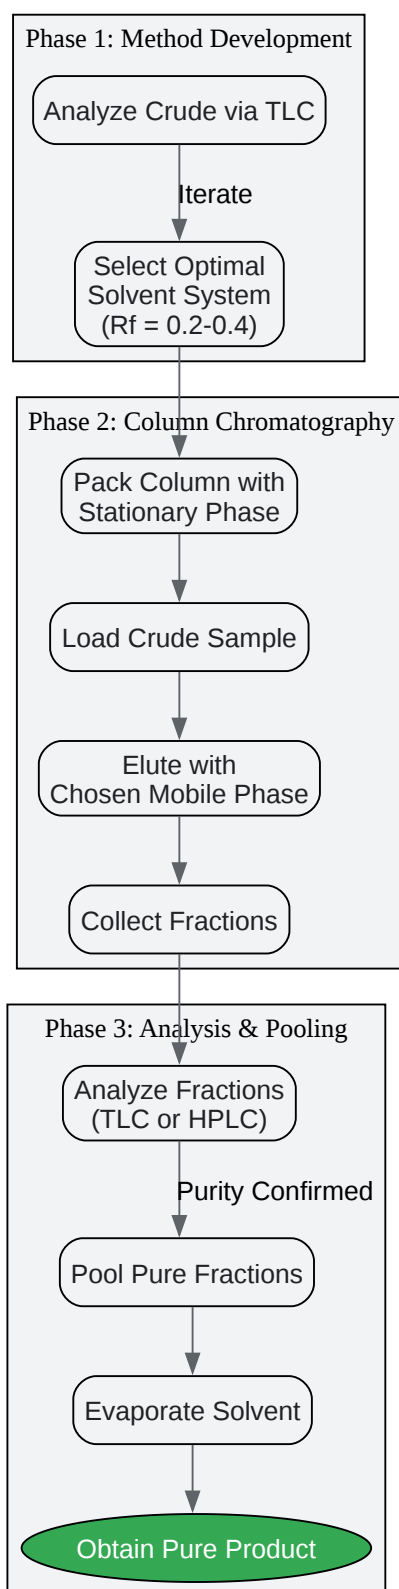 Phase 1: Method Development
Analyze Crude via TLC
Iterate
Select Optimal
Solvent System
(Rf = 0.2-0.4)
Phase 2: Column Chromatography
Pack Column with
Stationary Phase
Load Crude Sample
Elute with
Chosen Mobile Phase
Collect Fractions
Phase 3: Analysis & Pooling
Analyze Fractions
(TLC or HPLC)
Purity Confirmed
Pool Pure Fractions
Evaporate Solvent
Obtain Pure Product